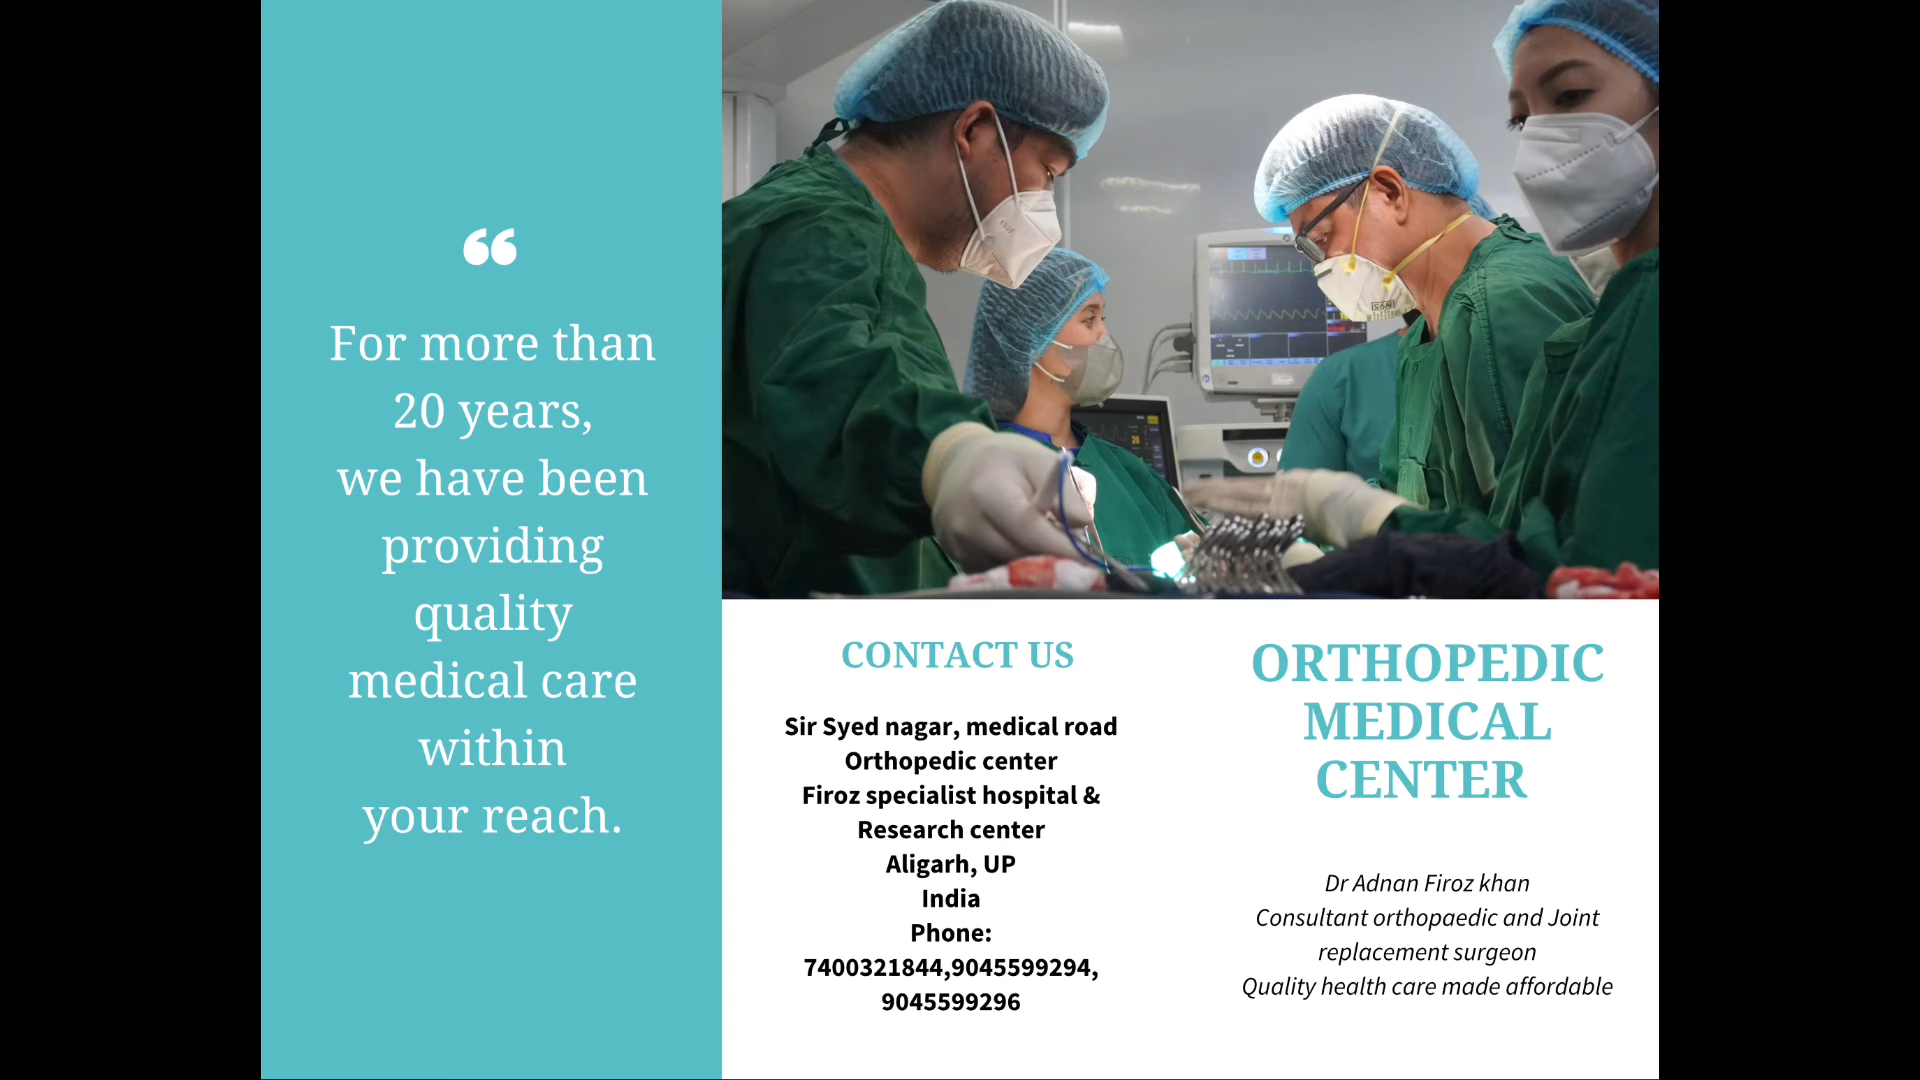 “
For more than
20 years,
we have been
providing
quality
medical care
within
your reach.
CONTACT US
Sir Syed nagar, medical road
Orthopedic center
Firoz specialist hospital &
Research center
Aligarh, UP
India
Phone:
7400321844,9045599294,
9045599296
ORTHOPEDIC
MEDICAL
CENTER
Dr Adnan Firoz khan
Consultant orthopaedic and Joint
replacement surgeon
Quality health care made affordable